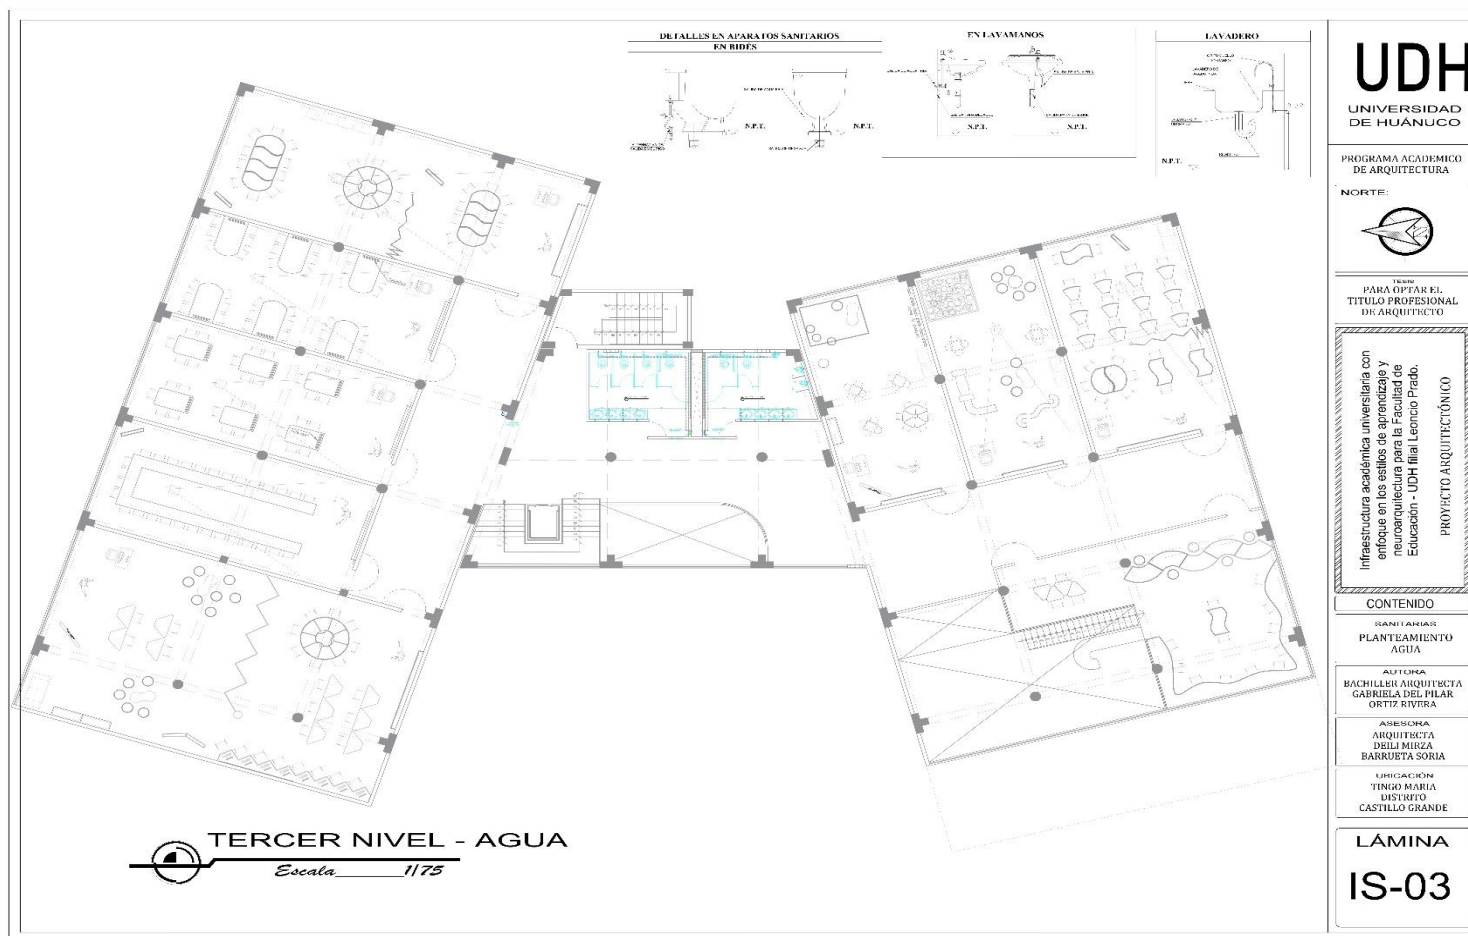 DETALLES EN APARATOS SANITARIOS
EN BIDÉS
N.P.T.
N.P.T.
EN LAVAMANOS
N.P.T.
N.P.T.
LAVADERO
N.P.T.
TERCER NIVEL - AGUA
Escala________1/75
UDH
UNIVERSIDAD
DE HUÁNUCO
PROGRAMA ACADEMICO
DE ARQUITECTURA
NORTE:
TESIS
PARA OPTAR EL
TITULO PROFESIONAL
DE ARQUITECTO
Infraestructura académica universitaria con
enfoque en los estilos de aprendizaje y
neuroarquitectura para la Facultad de
Educación - UDH filial Leoncio Prado.
PROYECTO ARQUITECTÓNICO
CONTENIDO
SANITARIAS
PLANTEAMIENTO
AGUA
AUTORA
BACHILLER ARQUITECTA
GABRIELA DEL PILAR
ORTIZ RIVERA
ASESORA
ARQUITECTA
DEILI MIRZA
BARRUETA SORIA
UBICACIÓN
TINGO MARIA
DISTRITO
CASTILLO GRANDE
LÁMINA
IS-03